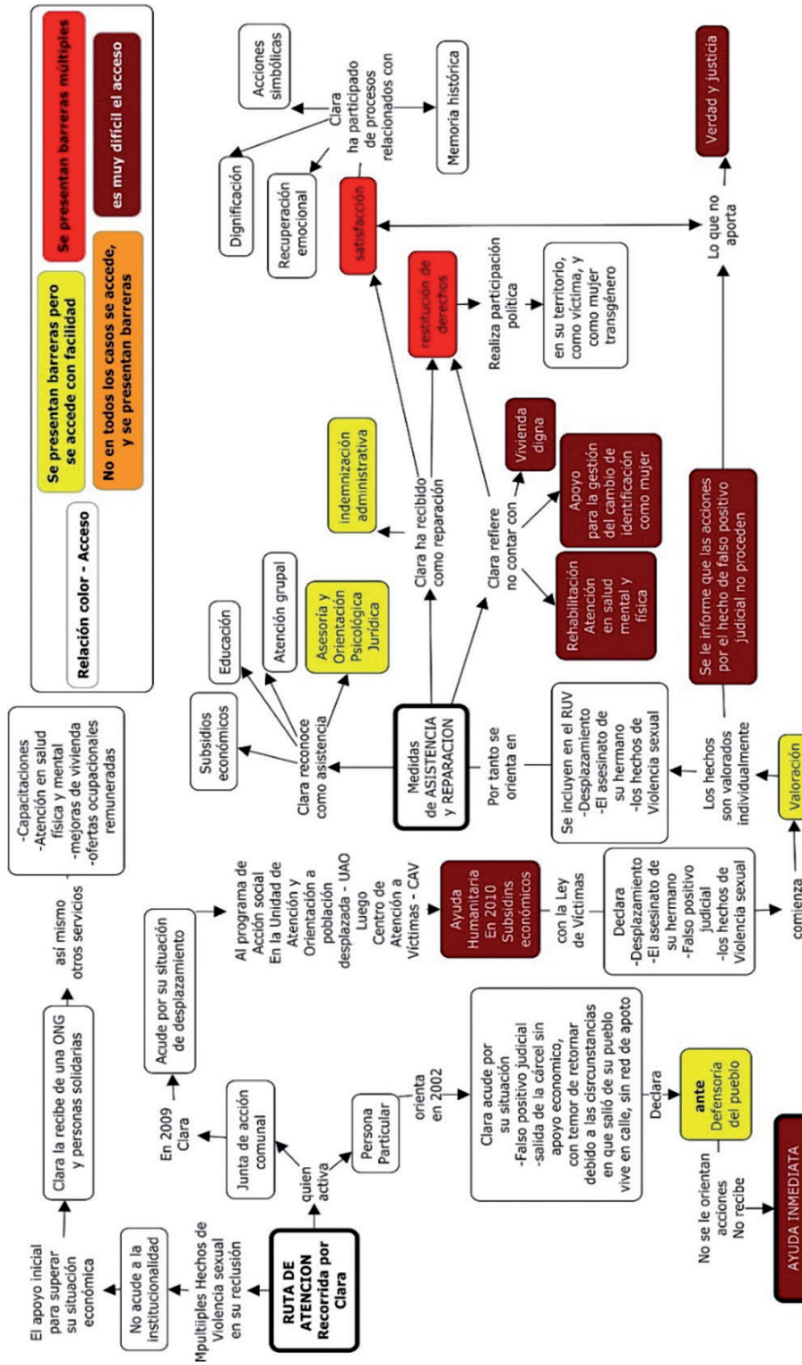 Relación color - Acceso
Se presentan barreras pero
se accede con facilidad
No en todos los casos se accede,
y se presentan barreras
Se presentan barreras múltiples
es muy difícil el acceso
RUTA DE
ATENCION
Recorrida por
Clara
Mpultiiples Hechos de
Violencia sexual
en su reclusión
No acude a la
institucionalidad
El apoyo inicial
para superar
su situación
económica
Clara la recibe de una ONG
y personas solidarias
así mismo
otros servicios
-Capacitaciones
-Atención en salud
física y mental
-mejoras de vivienda
-ofertas ocupacionales
remuneradas
quien
activa
Junta de acción
comunal
En 2009
Clara
Acude por su situación
de desplazamiento
Al programa de
Acción social
En la Unidad de
Atención y
Orientación a
población
desplazada - UAO
Luego
Centro de
Atención a
Víctimas - CAV
Ayuda
Humanitaria
En 2010
Subsidins
económicos
con la Ley
de Víctimas
Declara
-Desplazamiento
-El asesinato de
su hermano
-Falso positivo
judicial
-los hechos de
Violencia sexual
comienza
Valoración
Persona
Particular
orienta
en 2002
Clara acude por
su situación
-Falso positivo judicial
-salida de la cárcel sin
apoyo economico,
con temor de retornar
debido a las cisrcunstancias
en que salió de su pueblo
vive en calle, sin red de apoto
Declara
ante
Defensoría
del pueblo
No se le orientan
acciones
No recibe
AYUDA INMEDIATA
Los hechos
son valorados
individualmente
Se incluyen en el RUV
-Desplazamiento
-El asesinato de
su hermano
-los hechos de
Violencia sexual
Por tanto se
orienta en
Medidas
de ASISTENCIA
y REPARACION
Clara reconoce
como asistencia
Subsidios
económicos
Educación
Atención grupal
Asesoría y
Orientación
Psicológica
Jurídica
Clara ha recibido
como reparación
indemnización
administrativa
satisfacción
Clara
ha participado
de procesos
relacionados con
Dignificación
Recuperación
emocional
Acciones
simbólicas
Memoria histórica
restitución de
derechos
Realiza participación
política
en su territorio,
como víctima, y
como mujer
transgénero
Clara refiere
no contar con
Vivienda
digna
Apoyo
para la gestión
del cambio de
identificación
como mujer
Rehabilitación
Atención
en salud
mental y
física
Se le informe que las acciones
por el hecho de falso positivo
judicial no proceden
Lo que no
aporta
Verdad y justicia